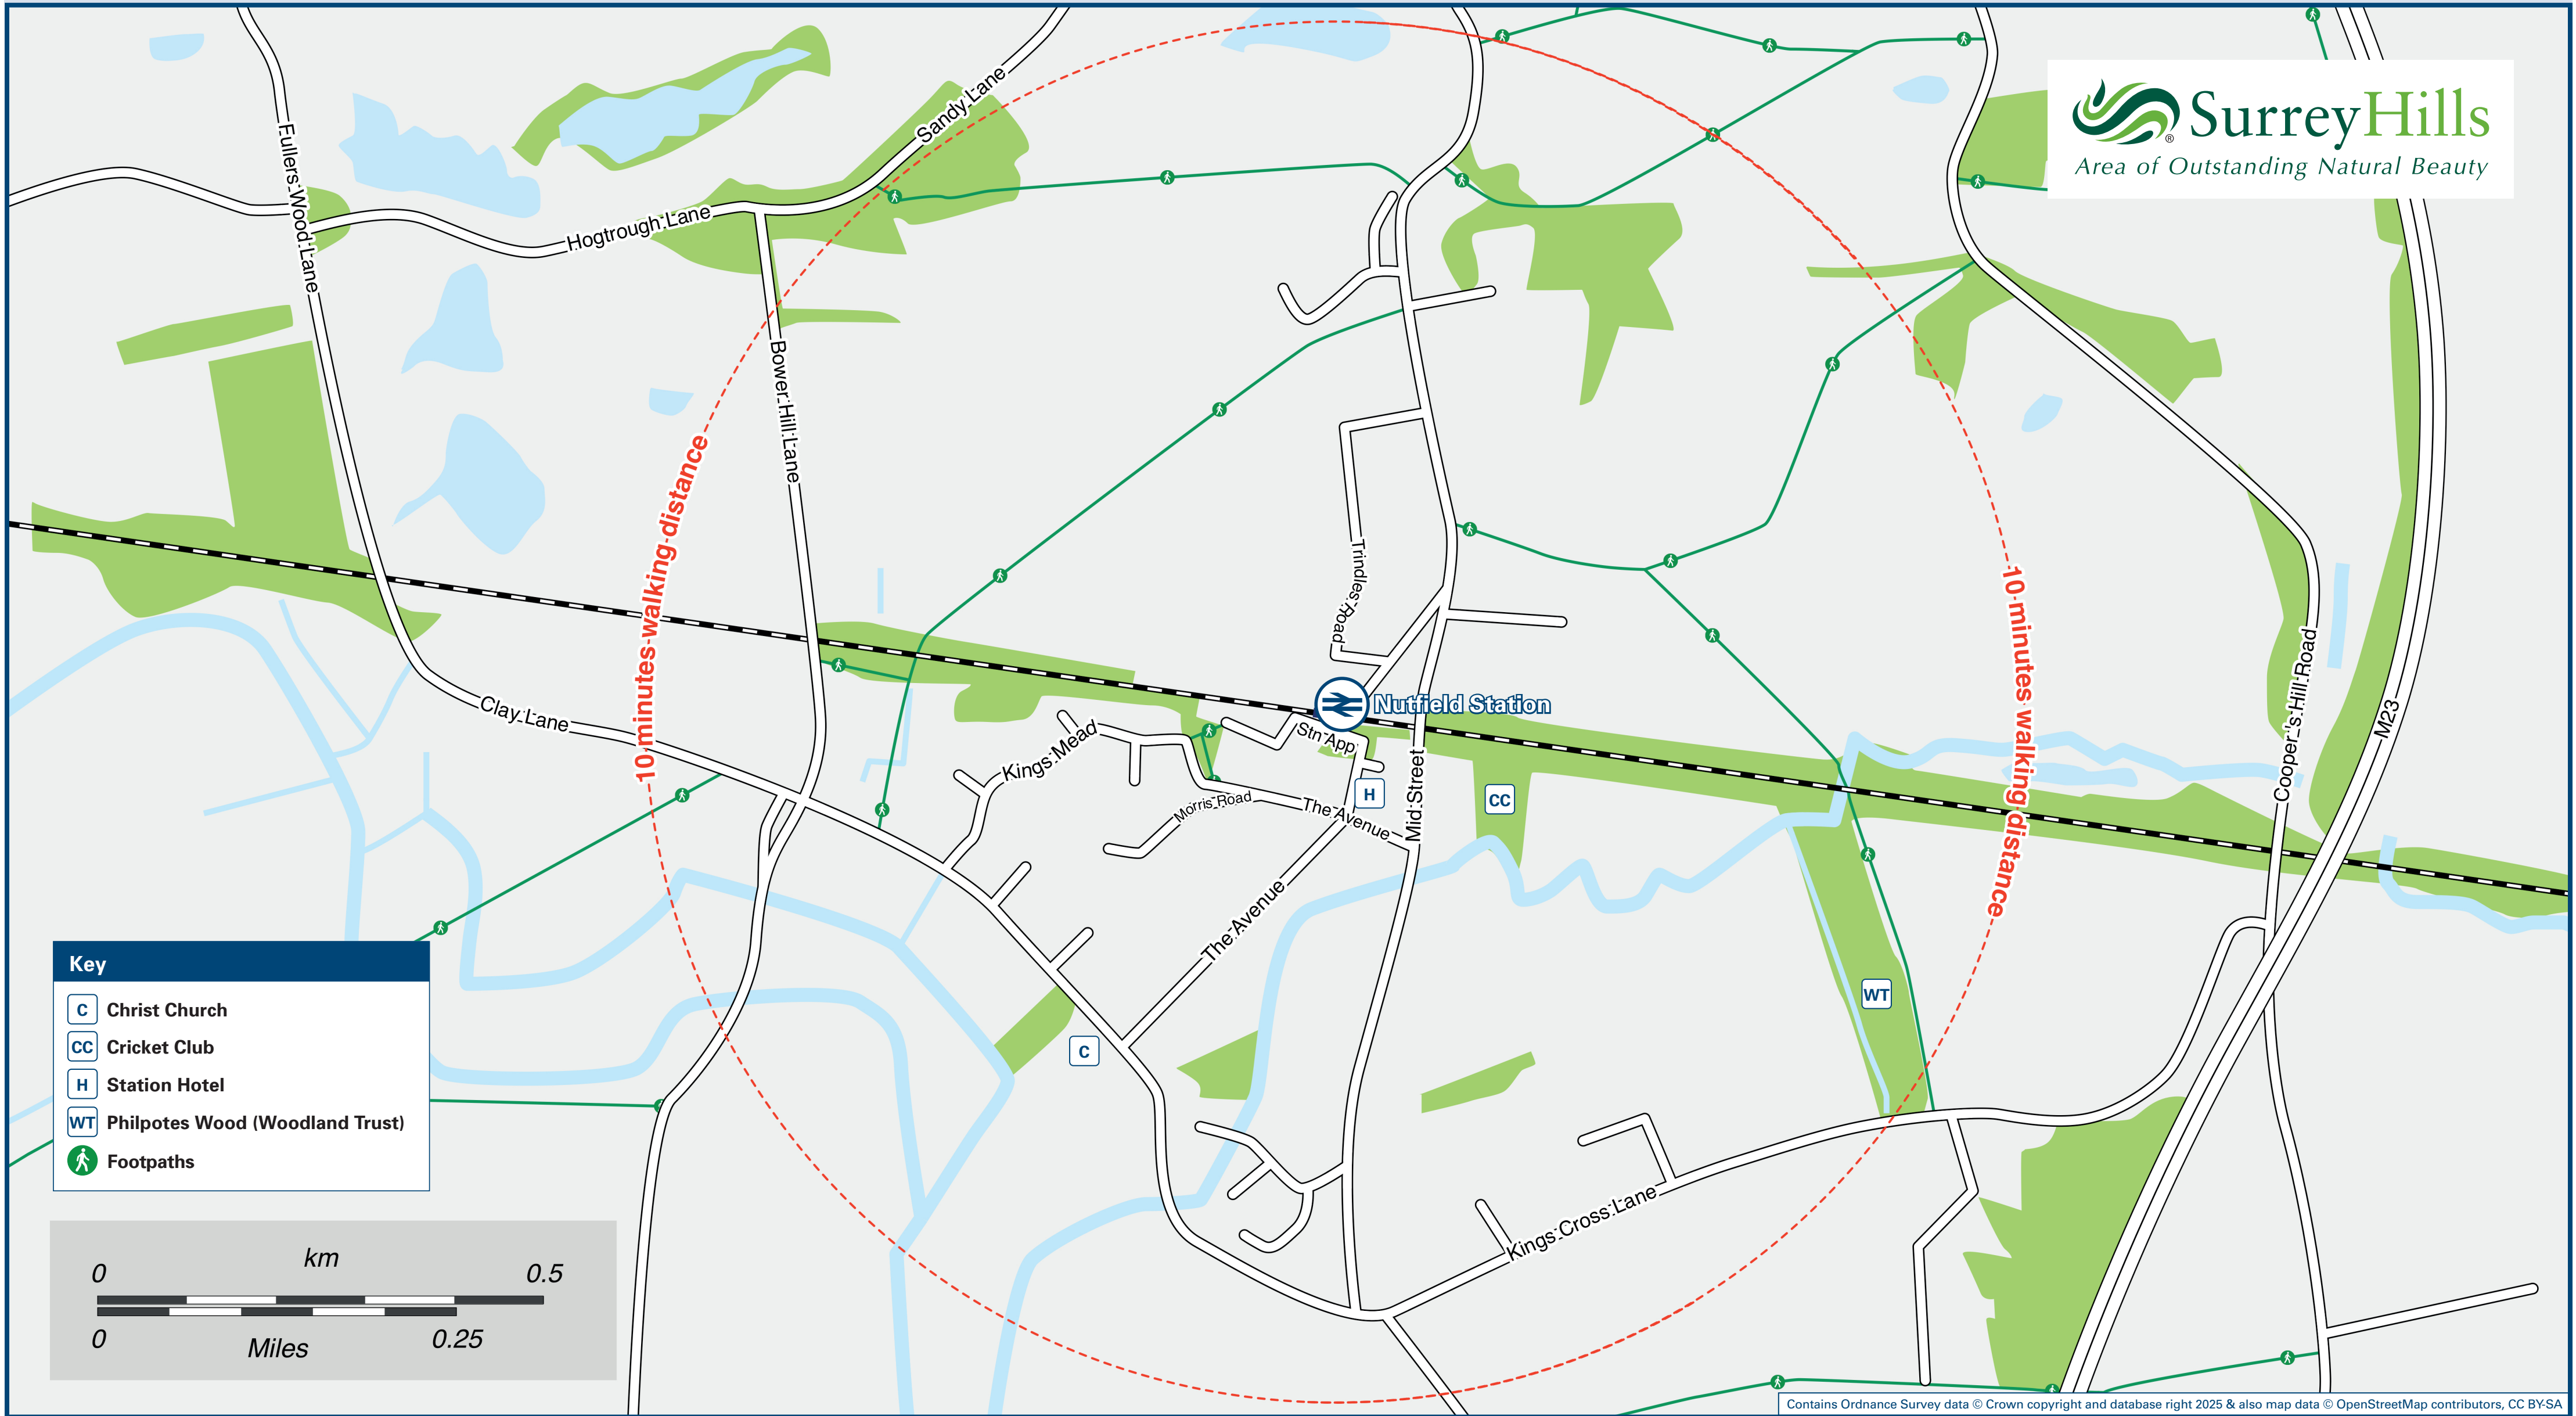 Sandy Lane
SurreyHills
®
Area of Outstanding Natural Beauty
Fullers Wood Lane
Hogtrough Lane
Bower Hill Lane
10 minutes walking distance
Trindles Road
10 minutes walking distance
Nutfield Station
Clay Lane
Kings Mead
Stn App
Mid Street
Cooper's Hill Road
M23
H
CC
Morris Road
The Avenue
The Avenue
WT
C
Kings Cross Lane
Key
C Christ Church
CC Cricket Club
H Station Hotel
WT Philpotes Wood (Woodland Trust)
Footpaths
km
0 0.5
0 0.25
Miles
Contains Ordnance Survey data © Crown copyright and database right 2025 & also map data © OpenStreetMap contributors, CC BY-SA